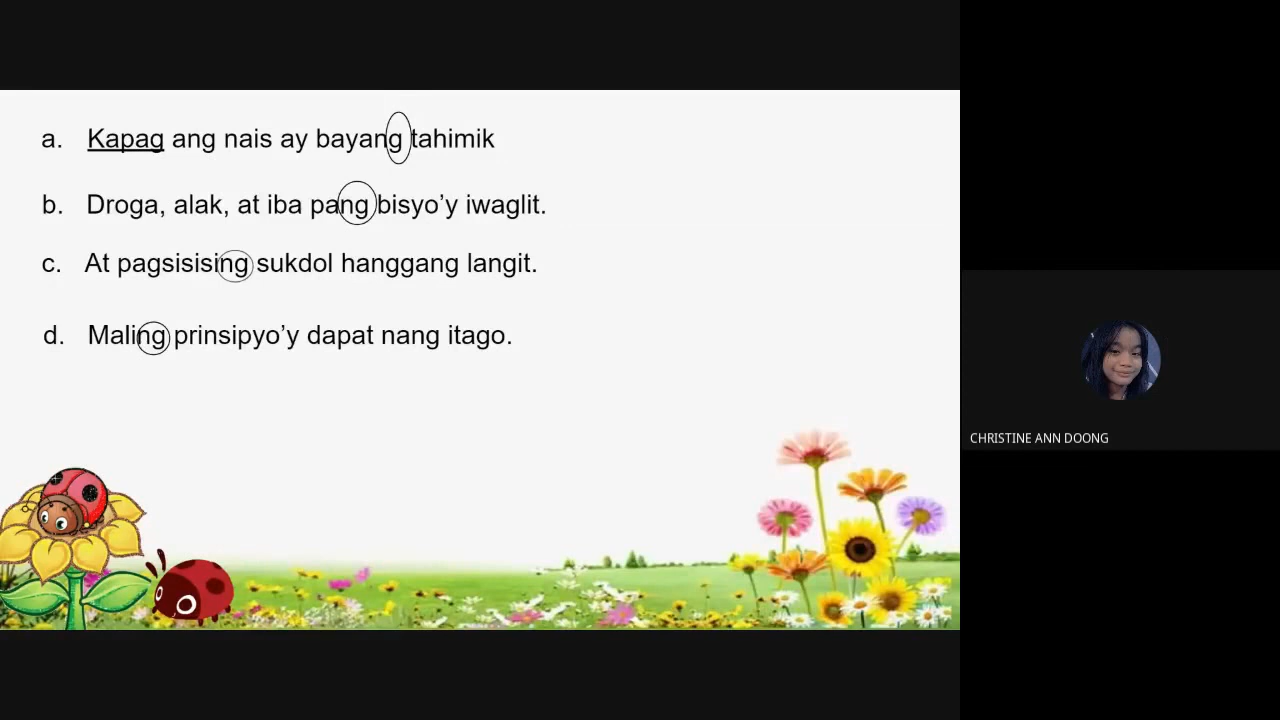 a. Kapag ang nais ay bayang tahimik
b. Droga, alak, at iba pang bisyo’y iwaglit.
c. At pagsisising sukdol hanggang langit.
d. Maling prinsipyo’y dapat nang itago.
CHRISTINE ANN DOONG